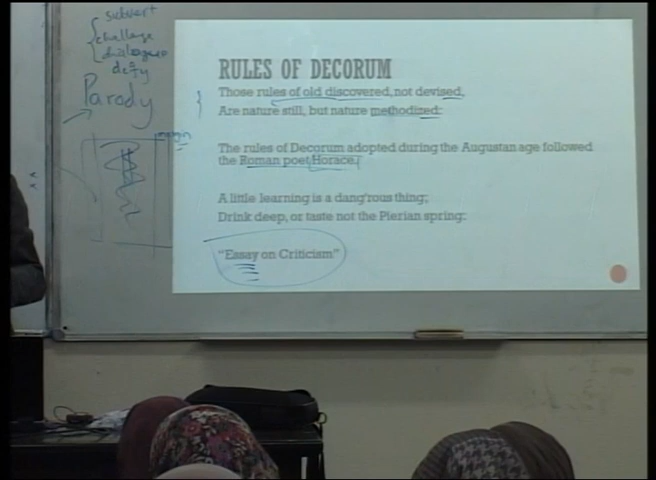 subvert
challenge
defy
Parody
margin
RULES OF DECORUM
Those rules of old discovered, not devised,
Are nature still, but nature methodized:
The rules of Decorum adopted during the Augustan age followed
the Roman poet Horace.
A little learning is a dang'rous thing;
Drink deep, or taste not the Pierian spring:
"Essay on Criticism"